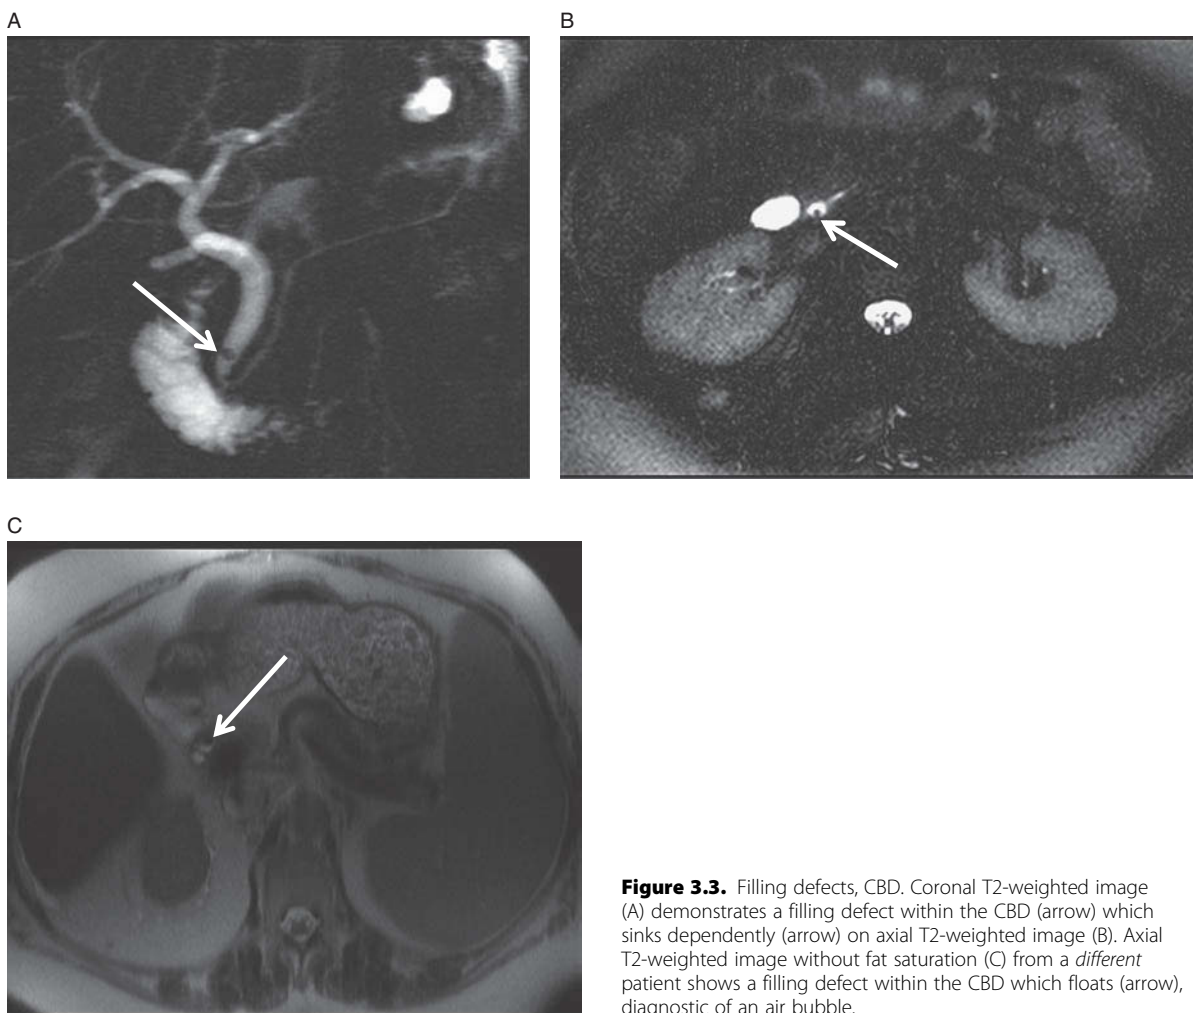 A
B
C
Figure 3.3. Filling defects, CBD. Coronal T2-weighted image
(A) demonstrates a filling defect within the CBD (arrow) which
sinks dependently (arrow) on axial T2-weighted image (B). Axial
T2-weighted image without fat saturation (C) from a different
patient shows a filling defect within the CBD which floats (arrow),
diagnostic of an air bubble.